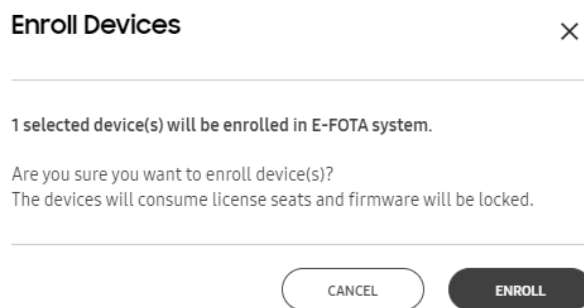 Enroll Devices
1 selected device(s) will be enrolled in E-FOTA system.
Are you sure you want to enroll device(s)?
The devices will consume license seats and firmware will be locked.
CANCEL
ENROLL